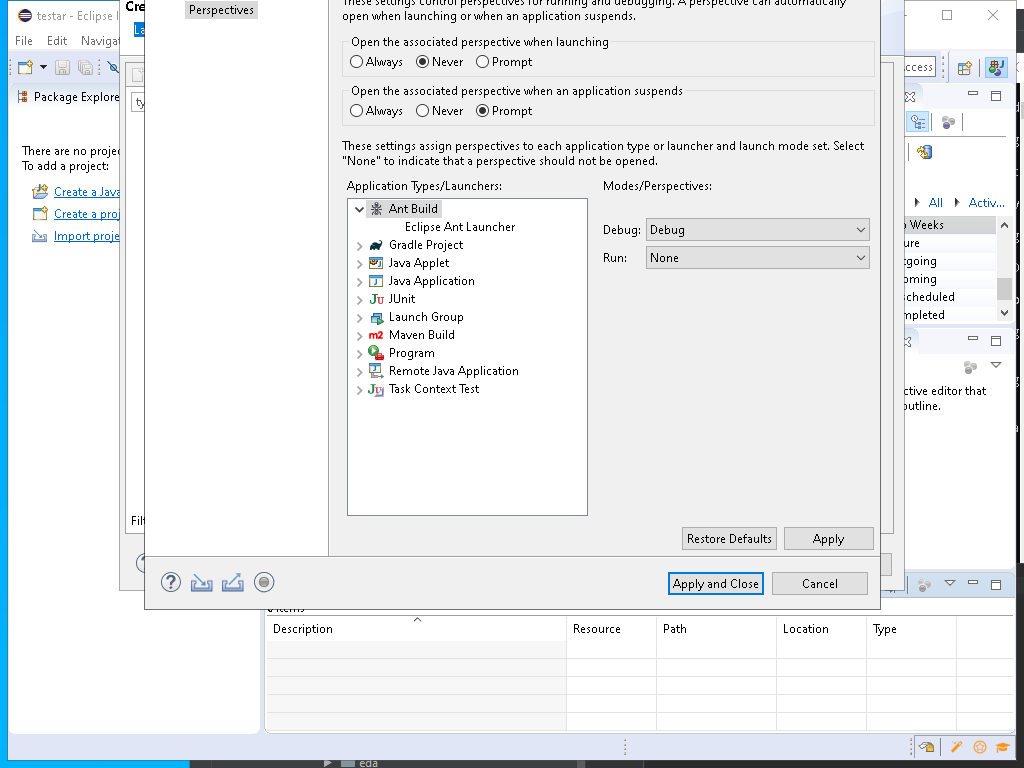 testar - Eclipse I
Cre
Perspectives
These settings control perspectives for running and debugging. A perspective can automatically
open when launching or when an application suspends.
File Edit Navigat
Open the associated perspective when launching
Always Never Prompt
Open the associated perspective when an application suspends
Always Never Prompt
ccess
Package Explore
ty
There are no projec
To add a project:
Create a Java
Create a proj
Import proje
These settings assign perspectives to each application type or launcher and launch mode set. Select
"None" to indicate that a perspective should not be opened.
Application Types/Launchers:
Modes/Perspectives:
Ant Build
Eclipse Ant Launcher
Gradle Project
Java Applet
Java Application
JUnit
Launch Group
Maven Build
Program
Remote Java Application
Task Context Test
Debug: Debug
Run: None
All Activ...
Weeks
ure
tgoing
oming
scheduled
mpleted
ctive editor that
outline.
Filt
Restore Defaults
Apply
Apply and Close
Cancel
items
Description
Resource
Path
Location
Type
eda